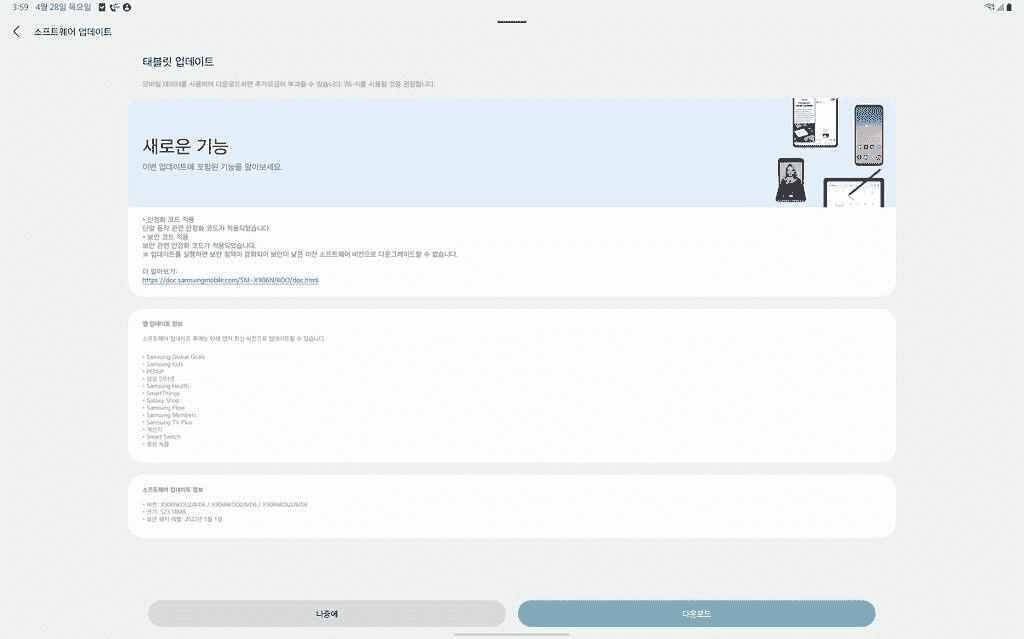 3:59 4월 28일 목요일
소프트웨어 업데이트
태블릿 업데이트
모바일 데이터를 사용하여 다운로드하면 추가요금이 부과될 수 있습니다. Wi-Fi를 사용할 것을 권장합니다.
새로운 기능
이번 업데이트에 포함된 기능을 알아보세요.
• 안정화 코드 적용
단말 동작 관련 안정화 코드가 적용되었습니다.
• 보안 코드 적용
보안 관련 안정화 코드가 적용되었습니다.
※ 업데이트를 실행하면 보안 정책이 강화되어 보안이 낮은 이전 소프트웨어 버전으로 다운그레이드할 수 없습니다.
더 알아보기:
https://doc.samsungmobile.com/SM-X906N/KOO/doc.html
앱 업데이트 정보
소프트웨어 업데이트 후에는 아래 앱이 최신 버전으로 업데이트될 수 있습니다.
• Samsung Global Goals
• Samsung Kids
• PENUP
• 삼성 인터넷
• Samsung Health
• SmartThings
• Galaxy Shop
• Samsung Flow
• Samsung Members
• Samsung TV Plus
• 계산기
• Smart Switch
• 음성 녹음
소프트웨어 업데이트 정보
• 버전: X906NKOU2AVD6 / X906NKOO2AVD6 / X906NKOU2AVD6
• 크기: 523.18MB
• 보안 패치 레벨: 2022년 5월 1일
나중에
다운로드